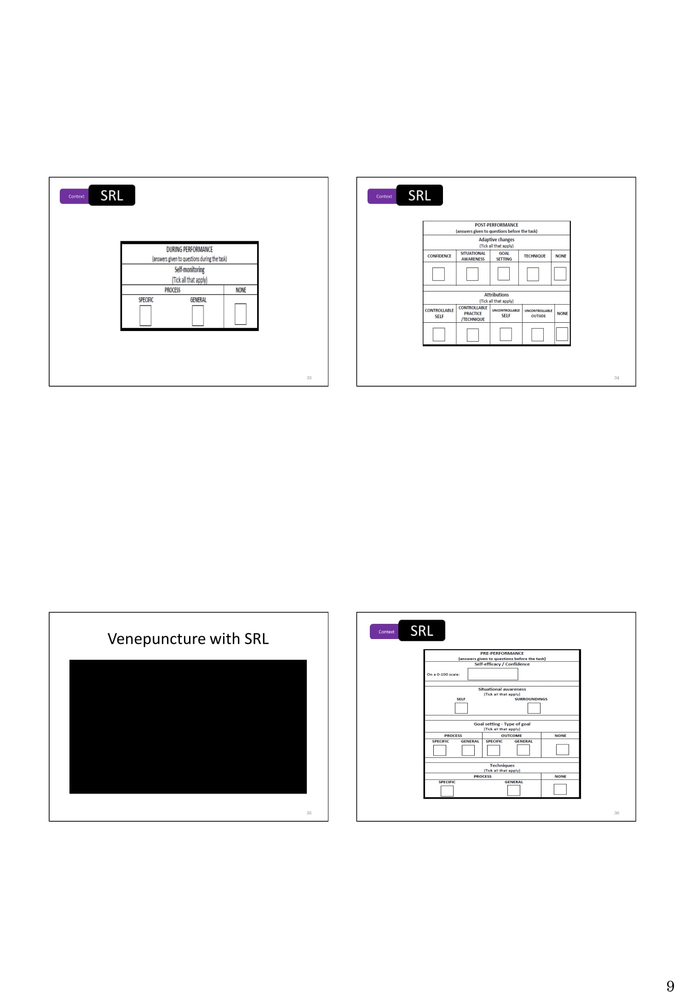 Context
SRL
DURING PERFORMANCE
(answers given to questions during the task)
Self-monitoring
(Tick all that apply)
PROCESS NONE
SPECIFIC GENERAL
33
Context
SRL
POST-PERFORMANCE
(answers given to questions before the task)
Adaptive changes
(Tick all that apply)
CONFIDENCE SITUATIONAL AWARENESS GOAL SETTING TECHNIQUE NONE
Attributions
(Tick all that apply)
CONTROLLABLE SELF CONTROLLABLE PRACTICE /TECHNIQUE UNCONTROLLABLE SELF UNCONTROLLABLE OUTSIDE NONE
34
Venepuncture with SRL
35
Context
SRL
PRE-PERFORMANCE
(answers given to questions before the task)
Self-efficacy / Confidence
On a 0-100 scale:
Situational awareness
(Tick all that apply)
SELF SURROUNDINGS
Goal setting - Type of goal
(Tick all that apply)
PROCESS OUTCOME NONE
SPECIFIC GENERAL SPECIFIC GENERAL
Techniques
(Tick all that apply)
PROCESS NONE
SPECIFIC GENERAL
36
9